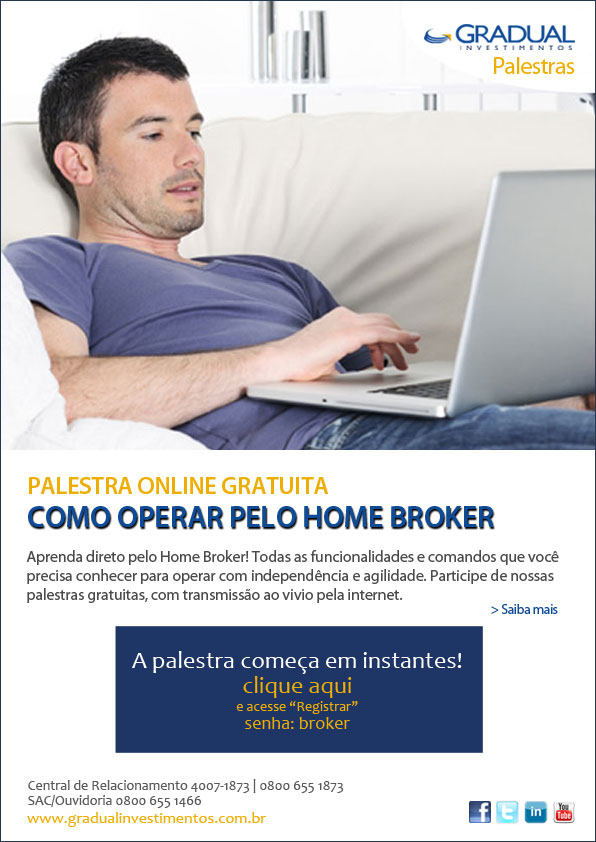 GRADUAL
INVESTIMENTOS
Palestras
PALESTRA ONLINE GRATUITA
COMO OPERAR PELO HOME BROKER
Aprenda direto pelo Home Broker! Todas as funcionalidades e comandos que você
precisa conhecer para operar com independência e agilidade. Participe de nossas
palestras gratuitas, com transmissão ao vivio pela internet.
> Saiba mais
A palestra começa em instantes!
clique aqui
e acesse “Registrar”
senha: broker
Central de Relacionamento 4007-1873 | 0800 655 1873
SAC/Ouvidoria 0800 655 1466
www.gradualinvestimentos.com.br
f t in You Tube